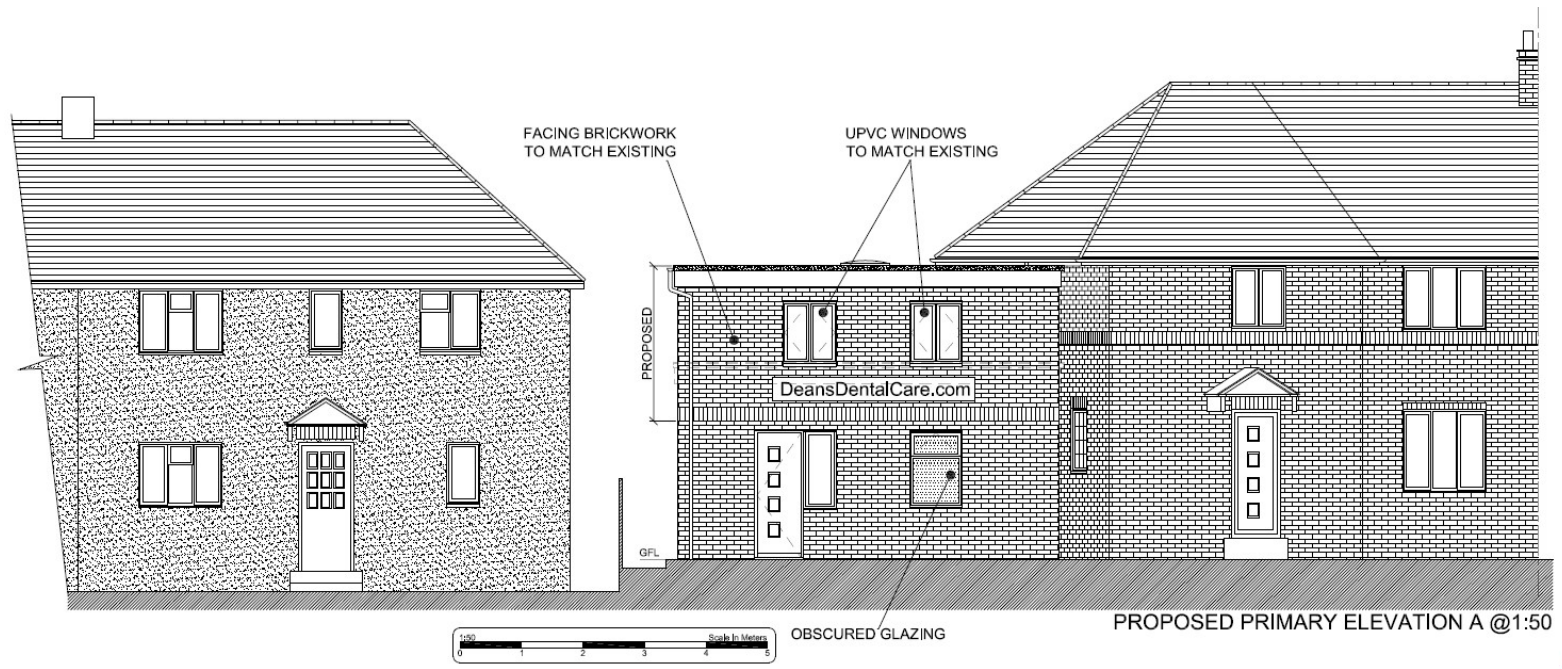 FACING BRICKWORK
TO MATCH EXISTING
UPVC WINDOWS
TO MATCH EXISTING
PROPOSED
DeansDentalCare.com
GFL
OBSCURED GLAZING
PROPOSED PRIMARY ELEVATION A @1:50
1:50 Scale In Meters
0 1 2 3 4 5